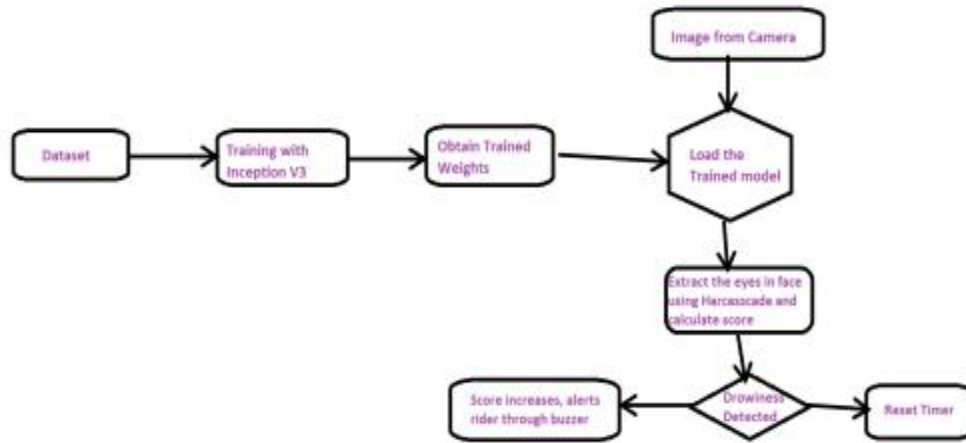 Image from Camera
Dataset
Training with
Inception V3
Obtain Trained
Weights
Load the
Trained model
Extract the eyes in face
using Harcasocade and
calculate score
Drowiness
Detected
Score increases, alerts
rider through buzzer
Reset Timer